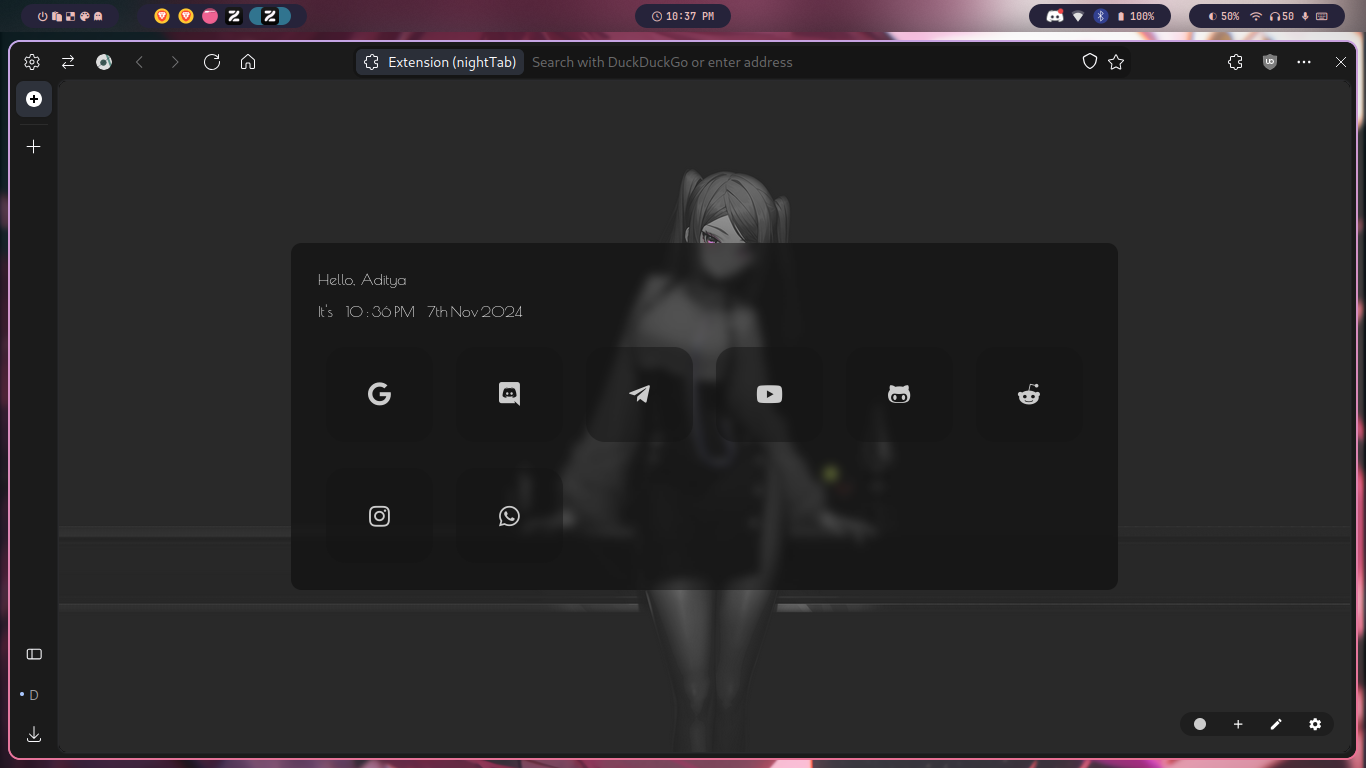 10:37 PM
100%
50%
50
Extension (nightTab)
Search with DuckDuckGo or enter address
UD
Hello, Aditya
It's 10 : 36 PM 7th Nov 2024
D